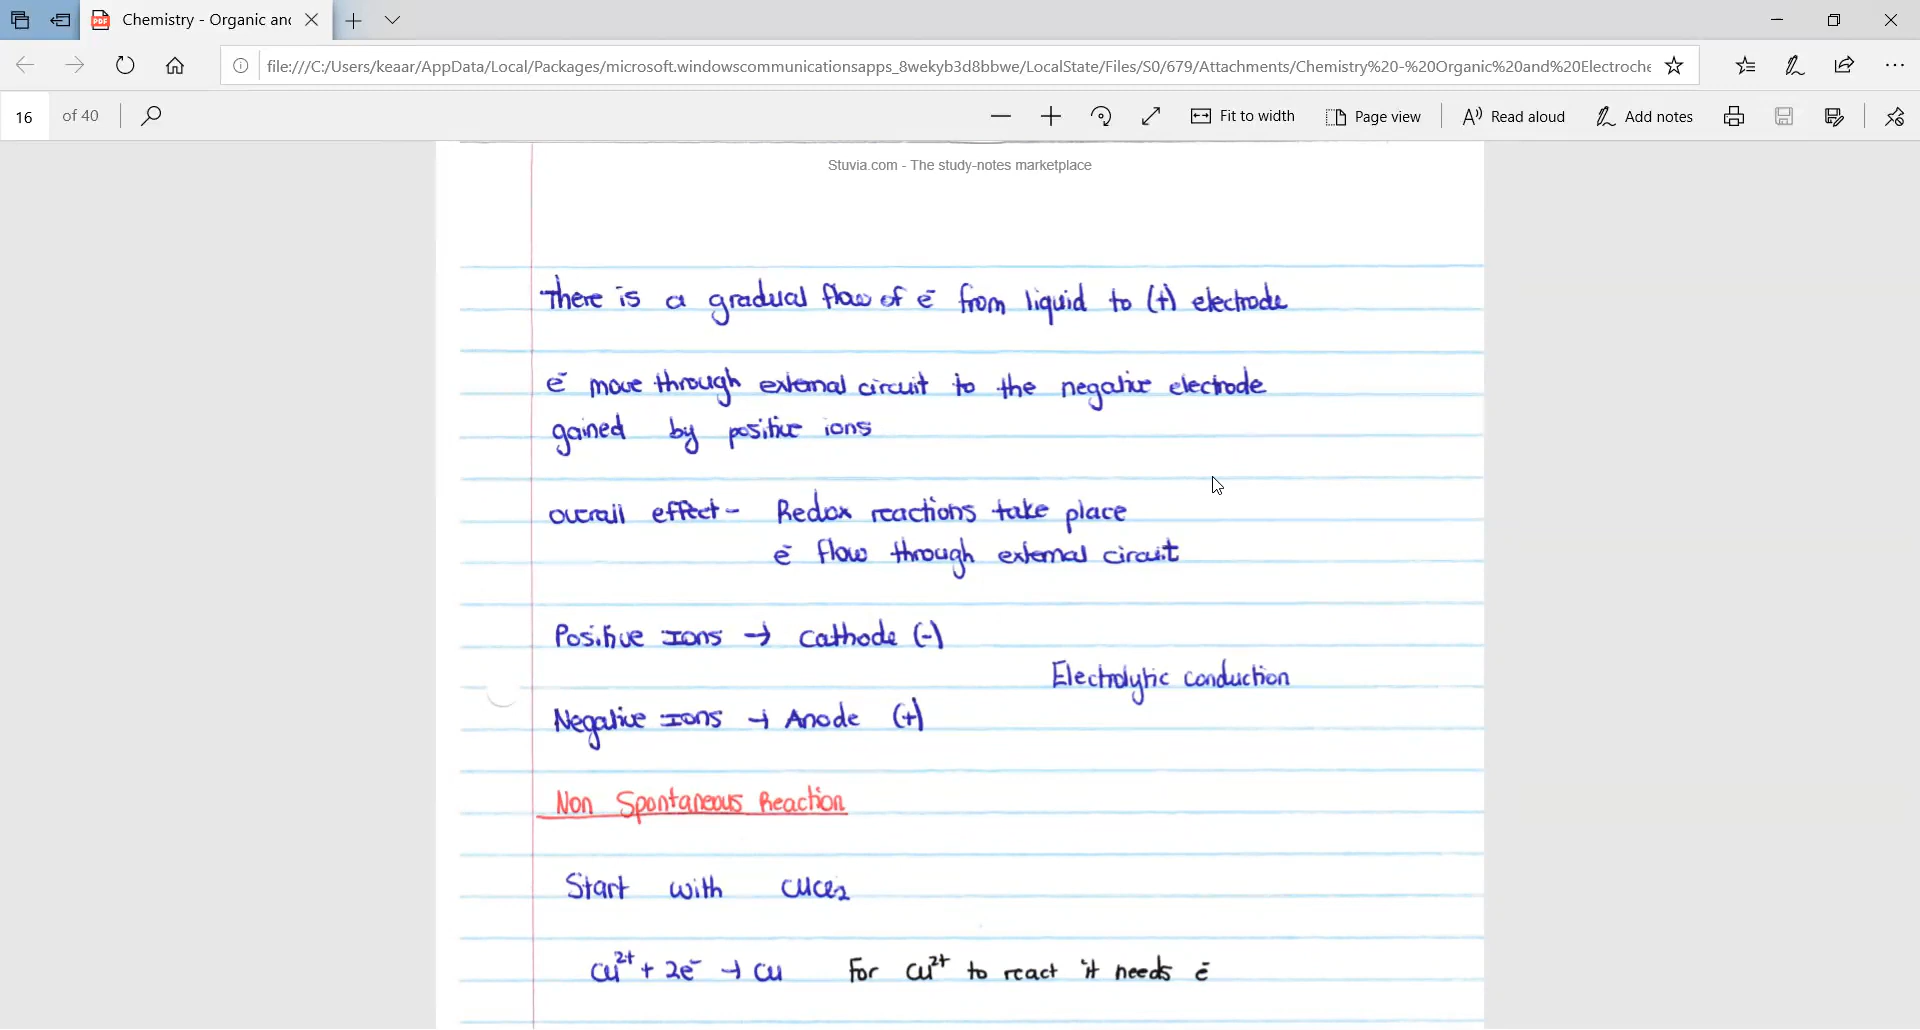 Chemistry - Organic anc
file:///C:/Users/keaar/AppData/Local/Packages/microsoft.windowscommunicationsapps_8wekyb3d8bbwe/LocalState/Files/S0/679/Attachments/Chemistry%20-%20Organic%20and%20Electroche
16 of 40 Fit to width Page view Read aloud Add notes
Stuvia.com - The study-notes marketplace
There is a gradual flow of e⁻ from liquid to (+) electrode
e⁻ move through external circuit to the negative electrode
gained by positive ions
overall effect - Redox reactions take place
e⁻ flow through external circuit
Positive Ions → Cathode (-)
Electrolytic conduction
Negative Ions → Anode (+)
Non Spontaneous Reaction
Start with CuCl₂
Cu²⁺ + 2e⁻ → Cu For Cu²⁺ to react it needs e⁻